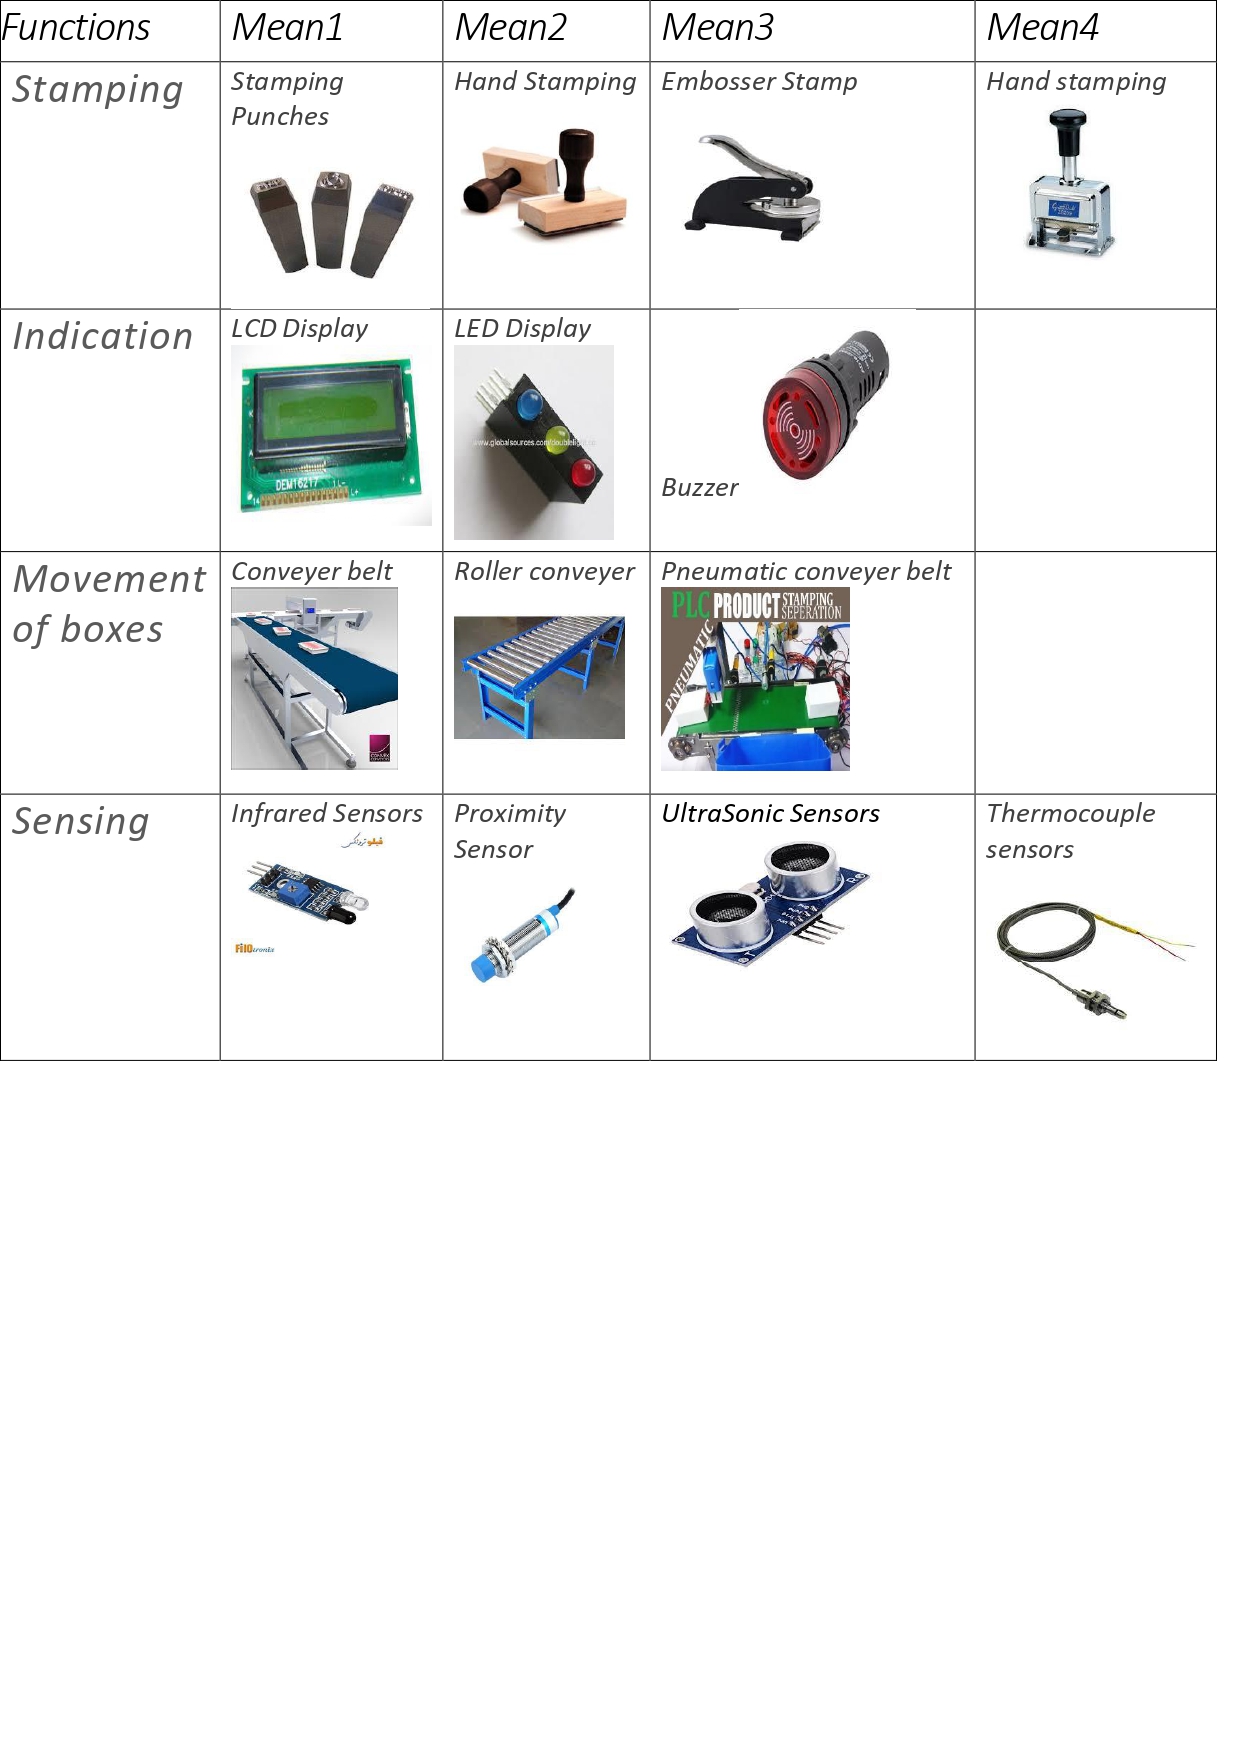 Functions
Mean1
Mean2
Mean3
Mean4
Stamping
Stamping
Punches
Hand Stamping
Embosser Stamp
Hand stamping
Indication
LCD Display
DEM16217
LED Display
www.globalsources.com/doublelight
Buzzer
Movement
of boxes
Conveyer belt
Roller conveyer
Pneumatic conveyer belt
PLC PRODUCT STAMPING
SEPERATION
PNEUMATIC
Sensing
Infrared Sensors
فيلوترونكس
Filotronix
Proximity
Sensor
UltraSonic Sensors
Thermocouple
sensors